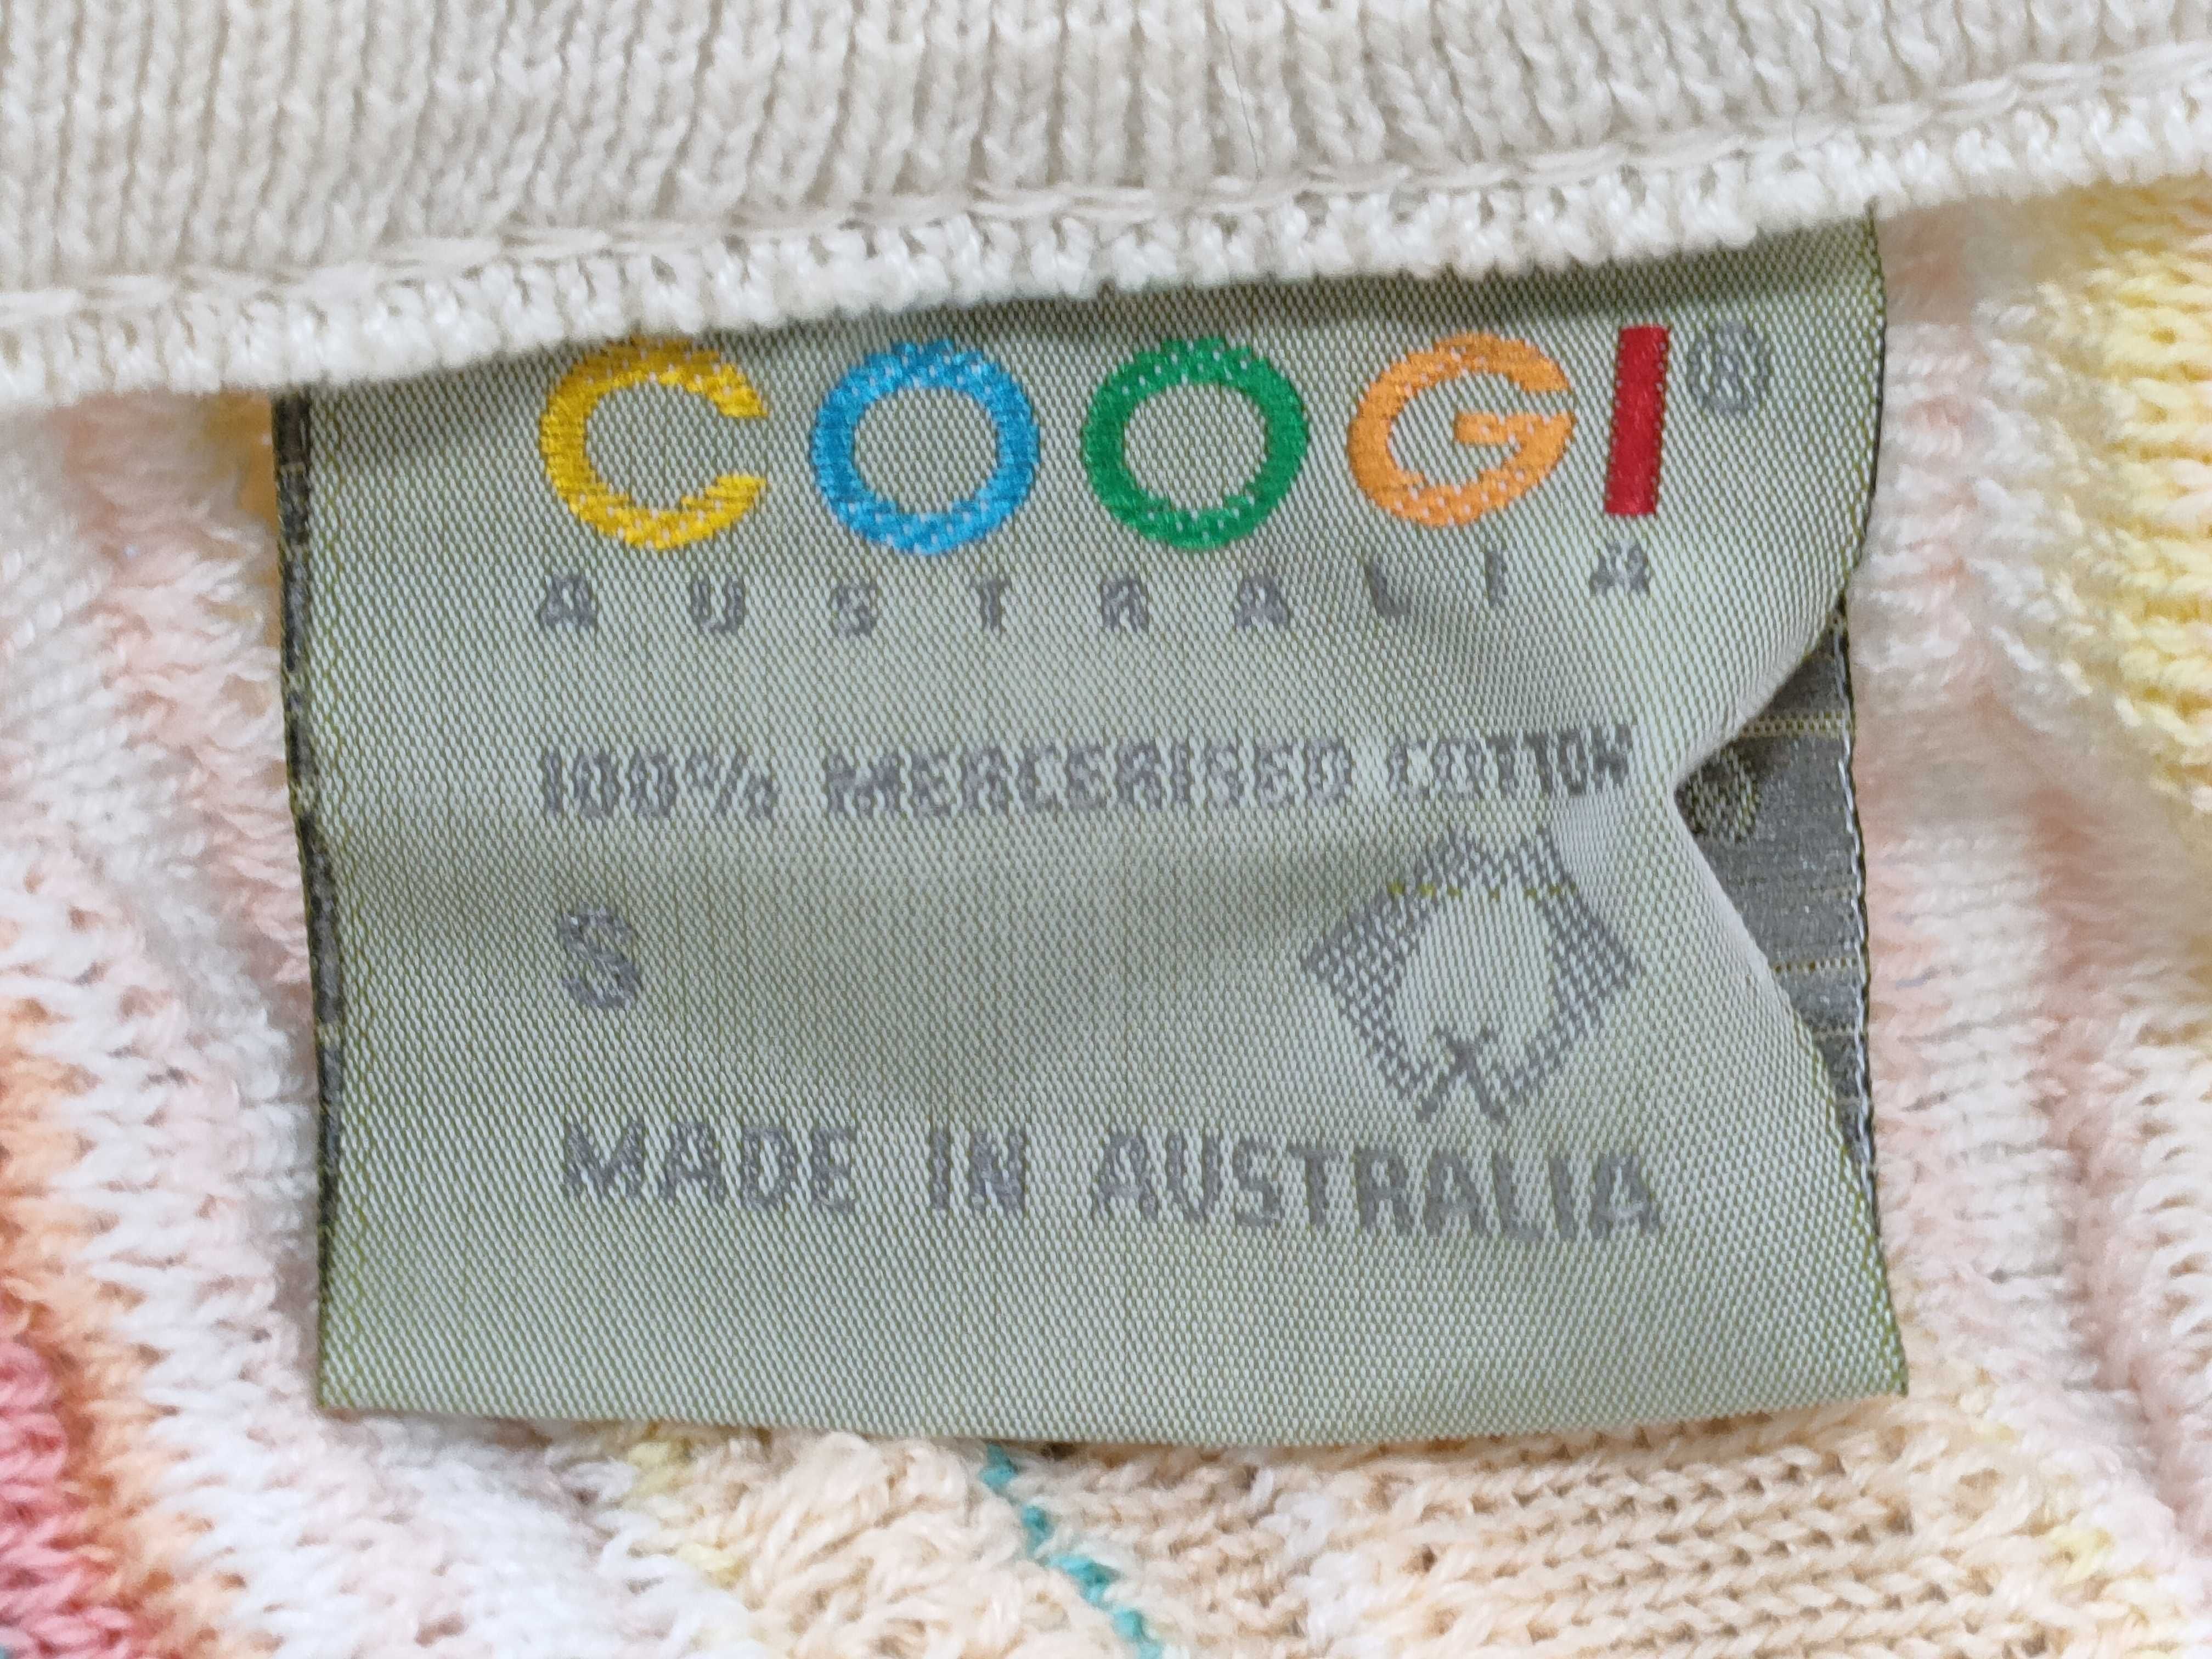 COOGI®
AUSTRALIA
100% MERCERISED COTTON
S
MADE IN AUSTRALIA